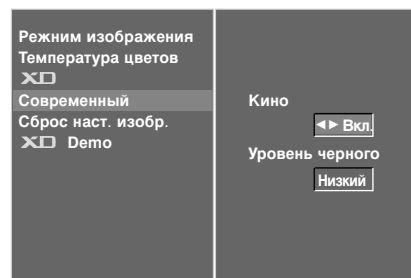 Режим изображения
Температура цветов
XD
Современный
Сброс наст. изобр.
XD Demo
Кино
◄► Вкл.
Уровень черного
Низкий